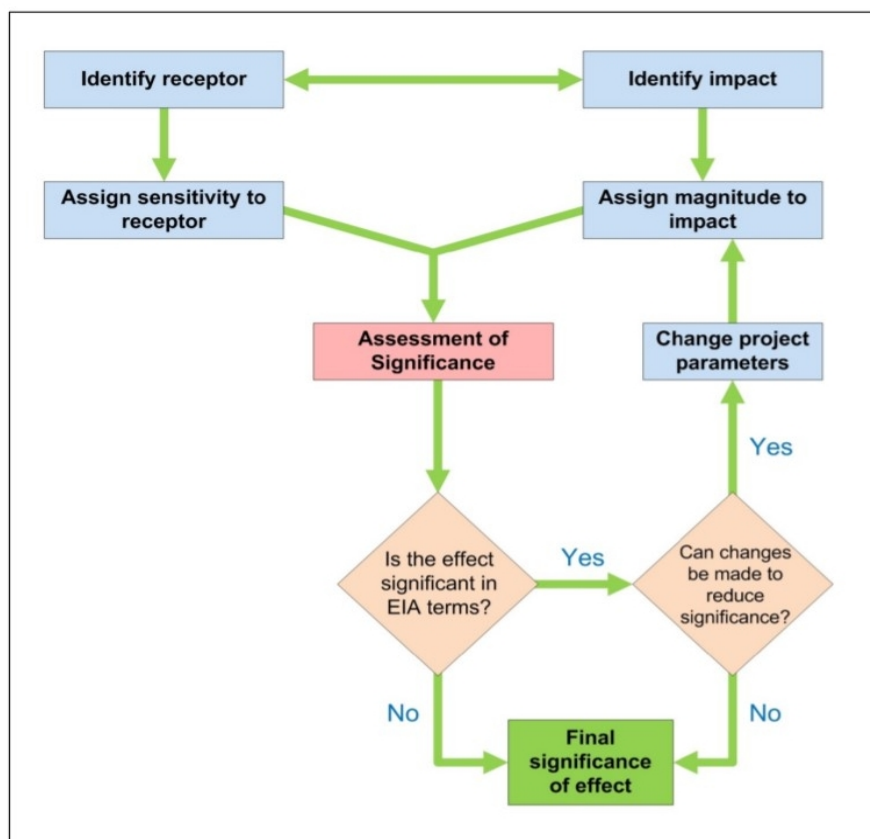 Identify receptor
Identify impact
Assign sensitivity to
receptor
Assign magnitude to
impact
Assessment of
Significance
Change project
parameters
Yes
Is the effect
significant in
EIA terms?
Yes
Can changes
be made to
reduce
significance?
No
No
Final
significance
of effect